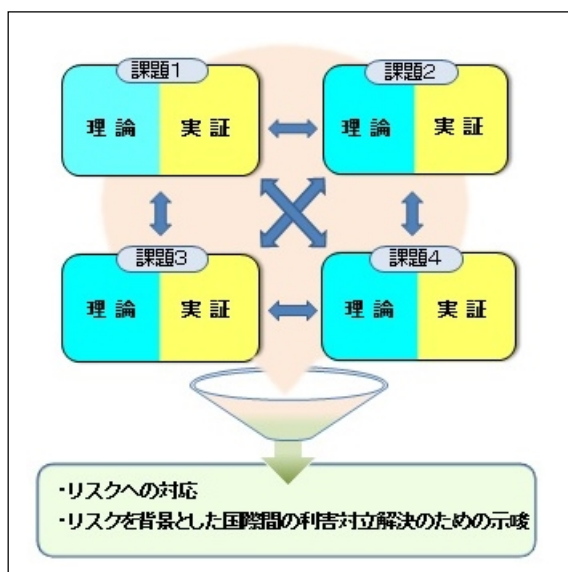 課題1
理論 実証
課題2
理論 実証
課題3
理論 実証
課題4
理論 実証
・リスクへの対応
・リスクを背景とした国際間の利害対立解決のための示唆